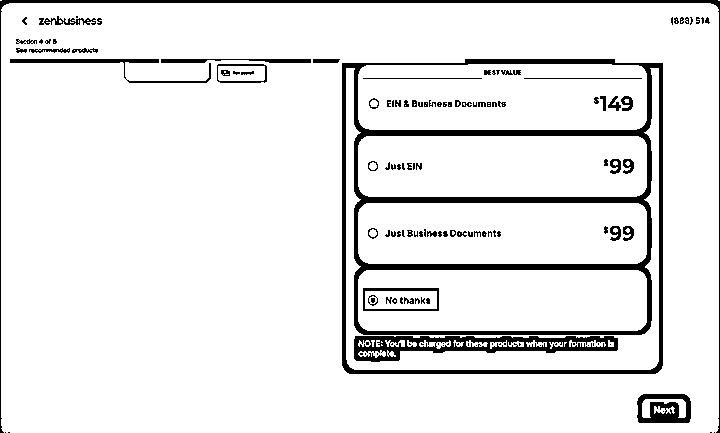 zenbusiness
(888) 514
Section 4 of 5
See recommended products
BEST VALUE
EIN & Business Documents
$149
Just EIN
$99
Just Business Documents
$99
No thanks
NOTE: You'll be charged for these products when your formation is
complete.
Next